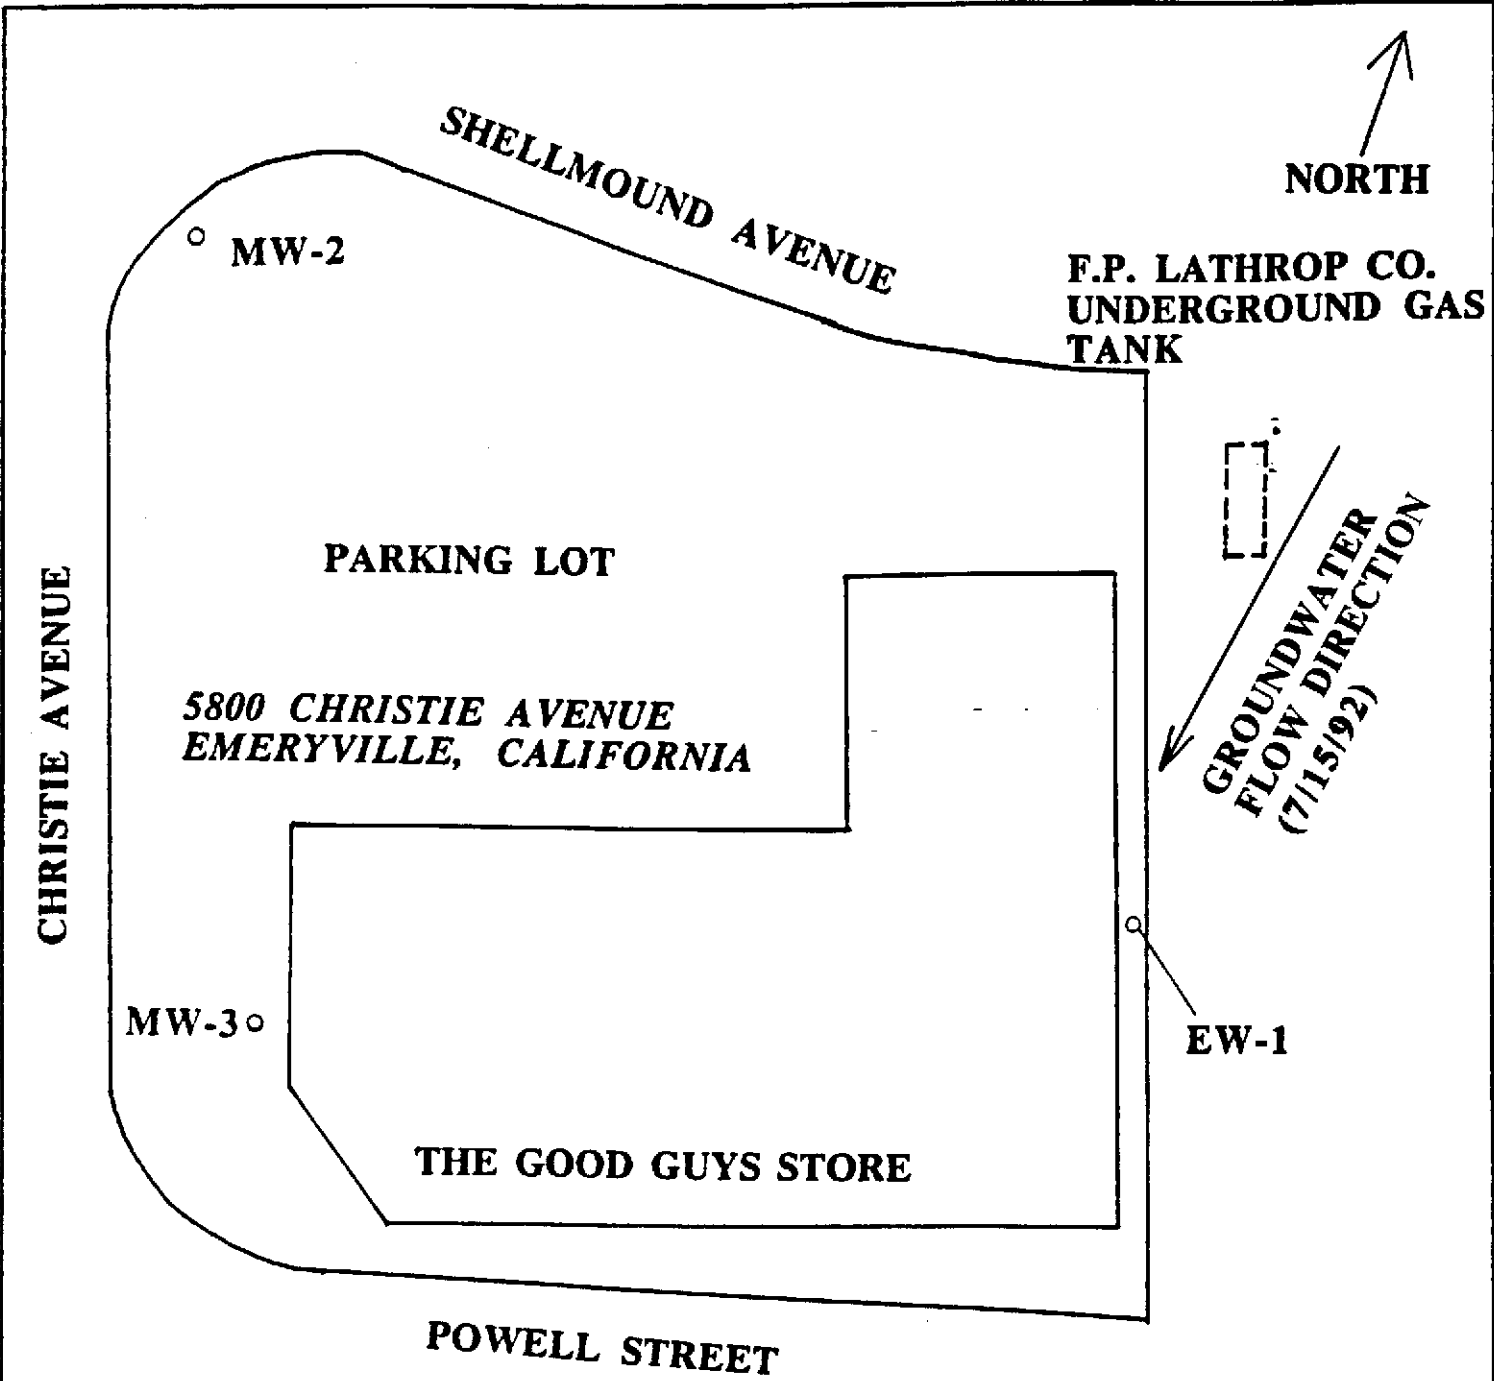 SHELLMOUND AVENUE
NORTH
MW-2
F.P. LATHROP CO.
UNDERGROUND GAS
TANK
PARKING LOT
GROUNDWATER
FLOW DIRECTION
(7/15/92)
CHRISTIE AVENUE
5800 CHRISTIE AVENUE
EMERYVILLE, CALIFORNIA
MW-3
EW-1
THE GOOD GUYS STORE
POWELL STREET